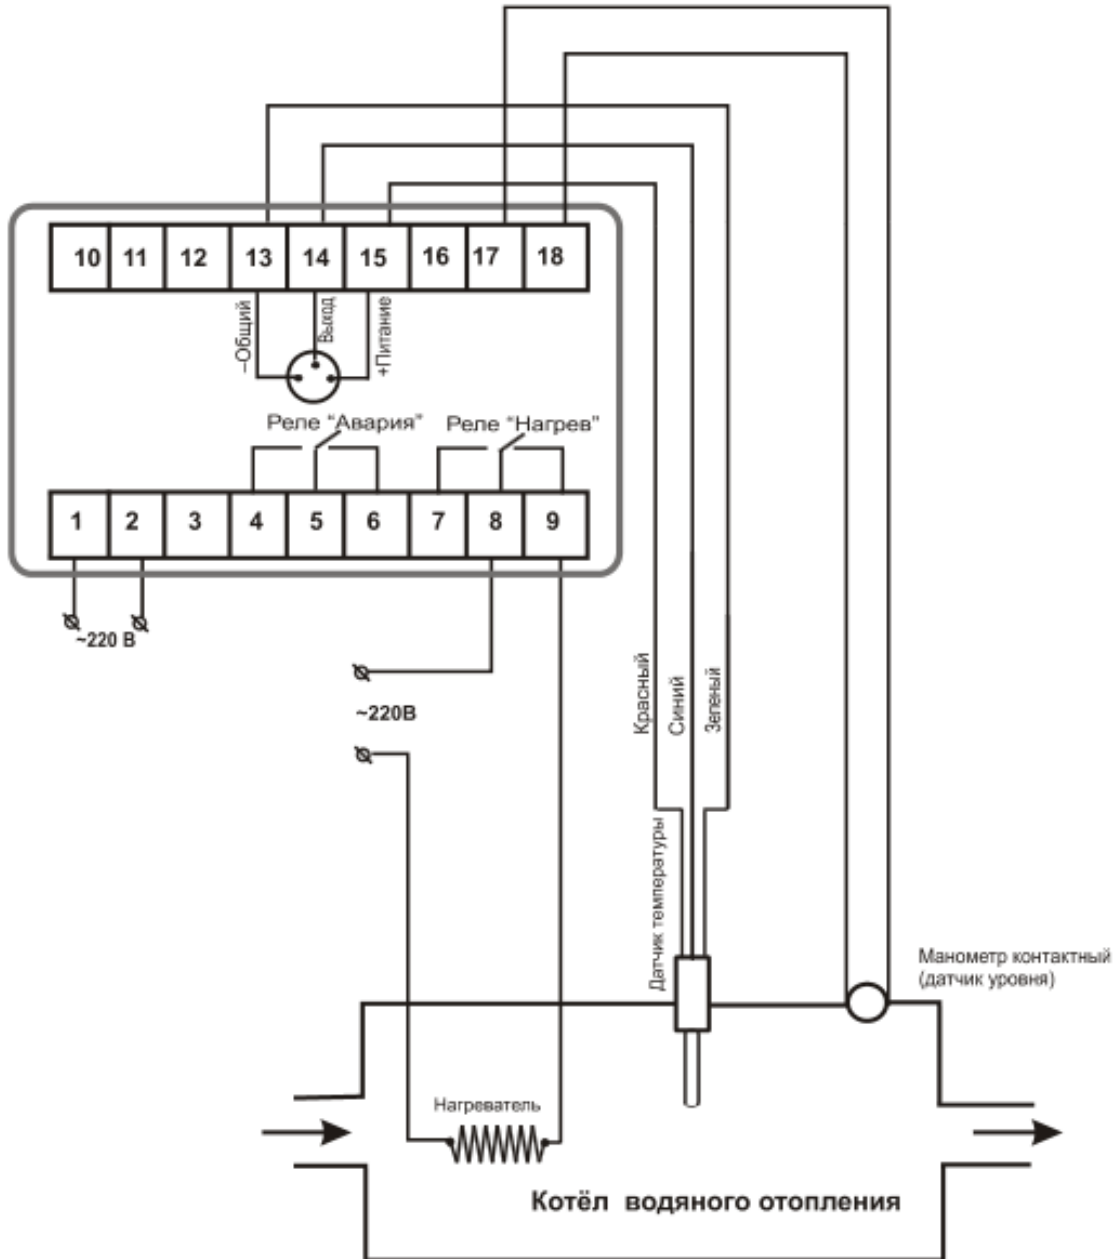 10 11 12 13 14 15 16 17 18
–Общий
Выход
+Питание
Реле “Авария”
Реле “Нагрев”
1 2 3 4 5 6 7 8 9
~220 В
~220В
Красный
Синий
Зеленый
Датчик температуры
Манометр контактный
(датчик уровня)
Нагреватель
Котёл водяного отопления